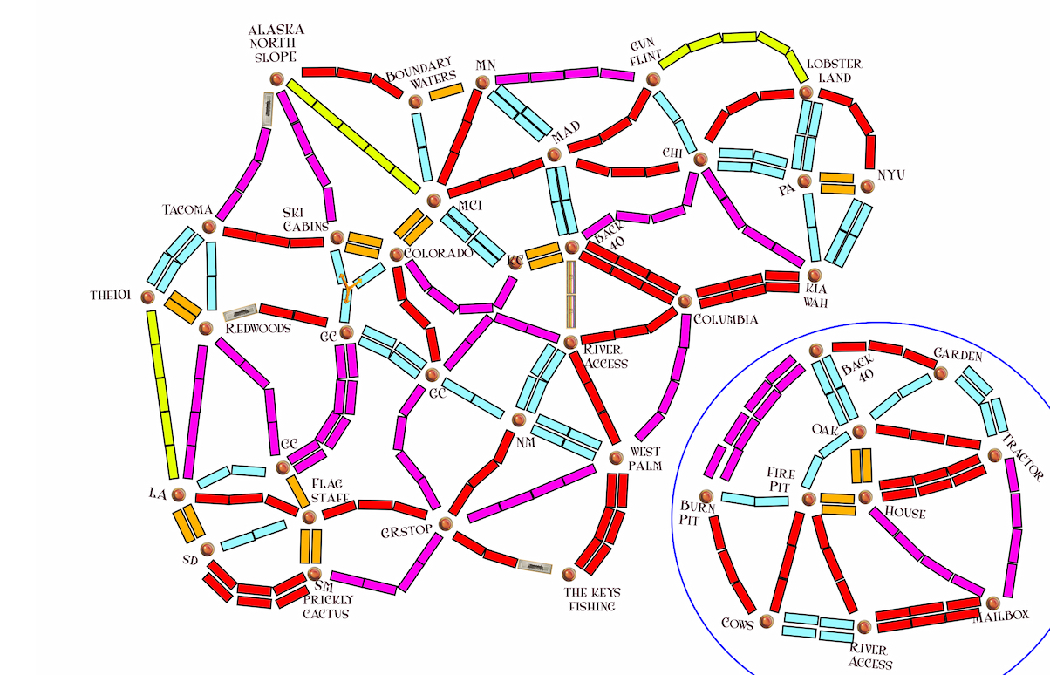 ALASKA
NORTH
SLOPE
BOUNDARY
WATERS
MN
GUN
FLINT
LOBSTER
LAND
MAD
CHI
PA
NYU
MCI
TACOMA
SKI
CABINS
COLORADO
KC
BACK
40
KIA
WAH
THE101
REDWOODS
GC
COLUMBIA
RIVER
ACCESS
GC
NM
WEST
PALM
GG
LA
FLAG
STAFF
GRSTOP
SD
SM
PRICKLY
CACTUS
THE KEYS
FISHING
BACK
40
GARDEN
OAK
TRACTOR
FIRE
PIT
BURN
PIT
HOUSE
COWS
RIVER
ACCESS
MAILBOX